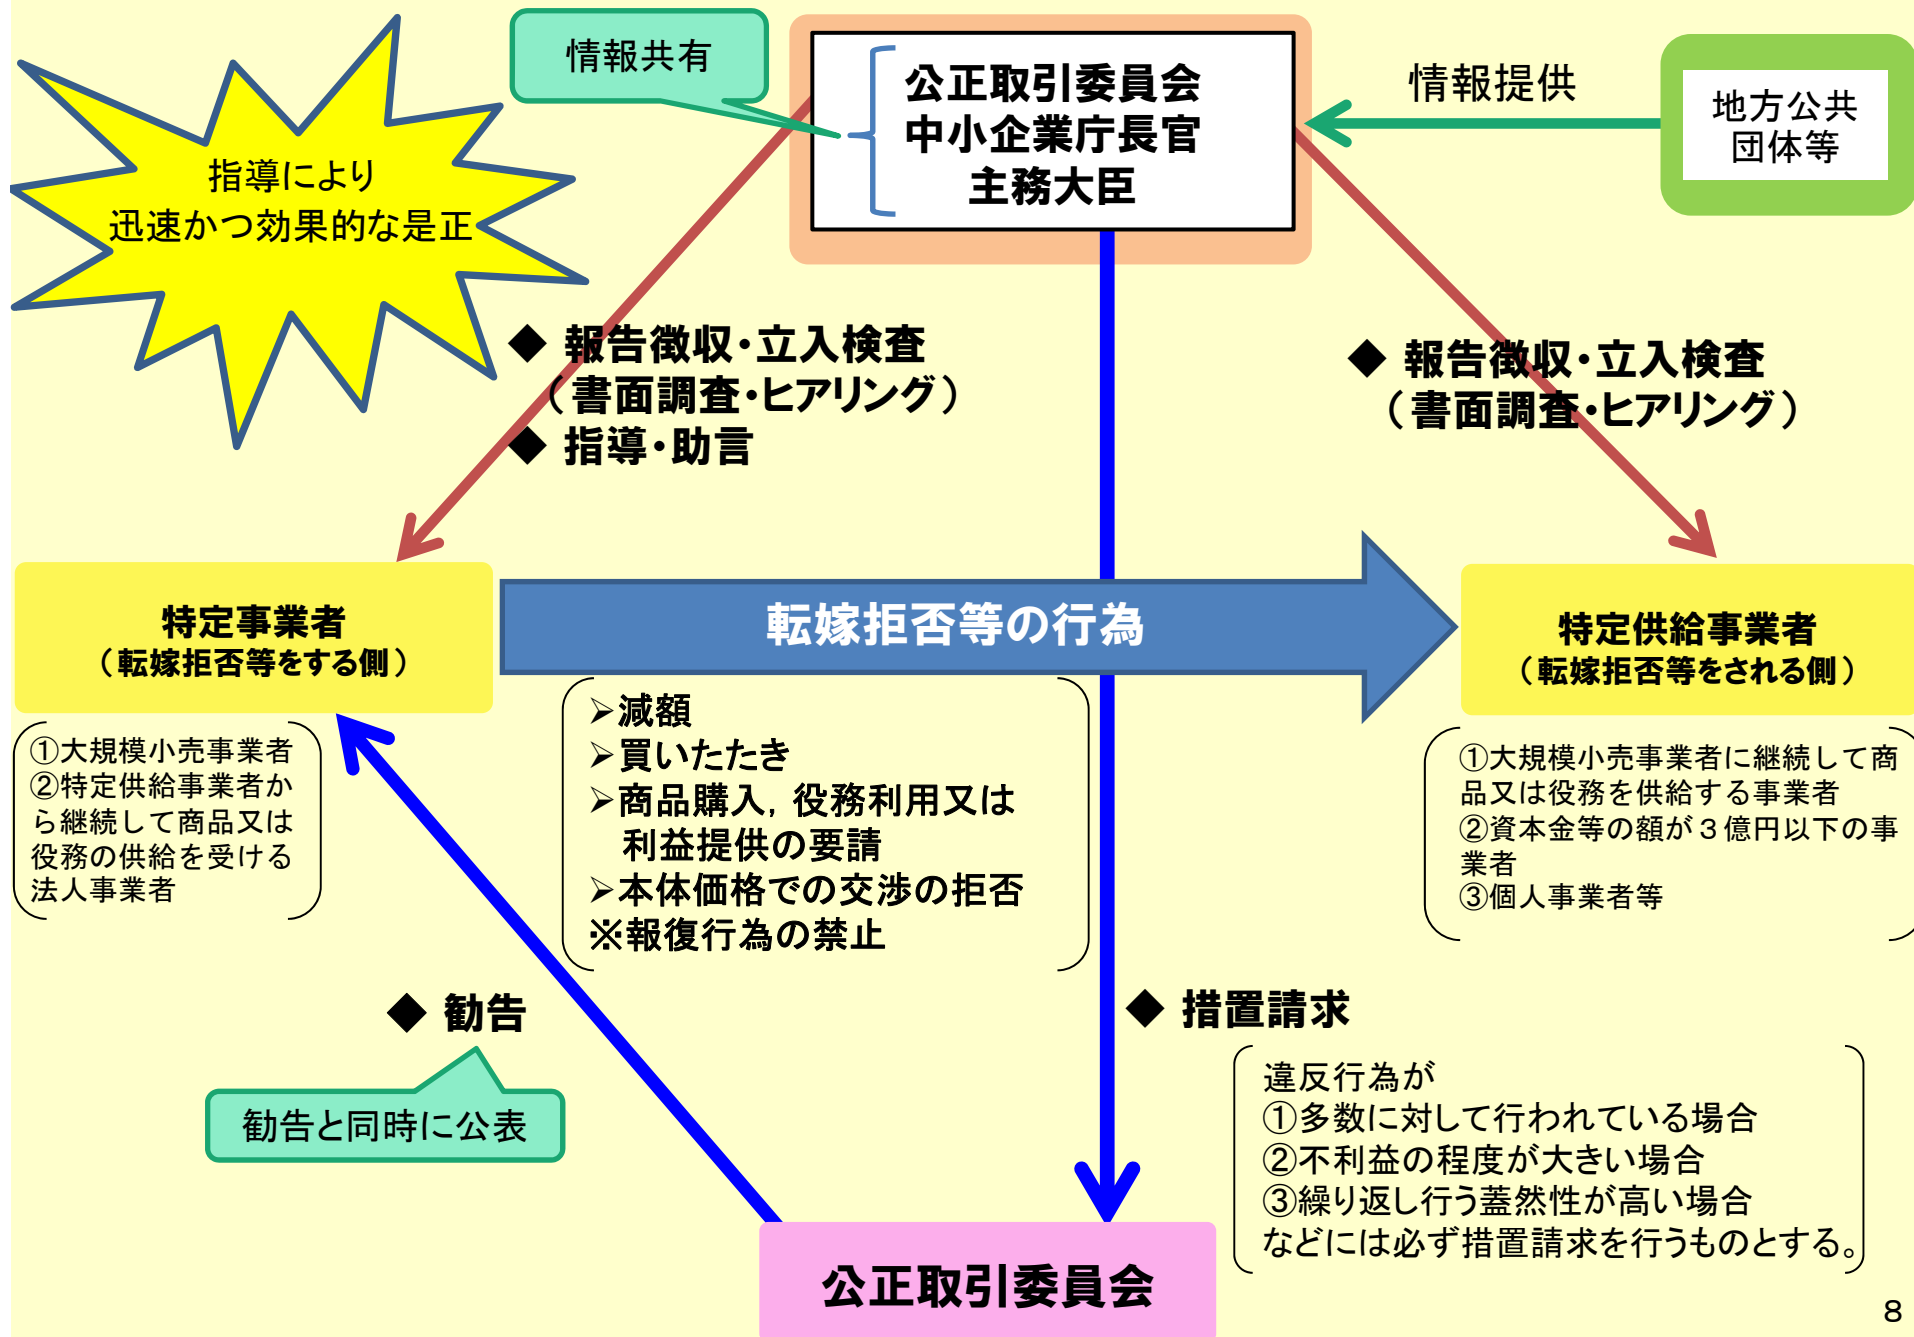 情報共有
公正取引委員会
中小企業庁長官
主務大臣
情報提供
地方公共
団体等
指導により
迅速かつ効果的な是正
◆ 報告徴収・立入検査
（書面調査・ヒアリング）
◆ 指導・助言
◆ 報告徴収・立入検査
（書面調査・ヒアリング）
特定事業者
（転嫁拒否等をする側）
転嫁拒否等の行為
特定供給事業者
（転嫁拒否等をされる側）
①大規模小売事業者
②特定供給事業者か
ら継続して商品又は
役務の供給を受ける
法人事業者
➢減額
➢買いたたき
➢商品購入，役務利用又は
利益提供の要請
➢本体価格での交渉の拒否
※報復行為の禁止
①大規模小売事業者に継続して商
品又は役務を供給する事業者
②資本金等の額が３億円以下の事
業者
③個人事業者等
◆ 勧告
勧告と同時に公表
◆ 措置請求
違反行為が
①多数に対して行われている場合
②不利益の程度が大きい場合
③繰り返し行う蓋然性が高い場合
などには必ず措置請求を行うものとする。
公正取引委員会
8